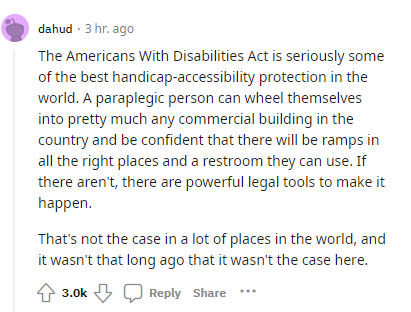 dahud · 3 hr. ago
The Americans With Disabilities Act is seriously some
of the best handicap-accessibility protection in the
world. A paraplegic person can wheel themselves
into pretty much any commercial building in the
country and be confident that there will be ramps in
all the right places and a restroom they can use. If
there aren't, there are powerful legal tools to make it
happen.
That's not the case in a lot of places in the world, and
it wasn't that long ago that it wasn't the case here.
3.0k Reply Share ···